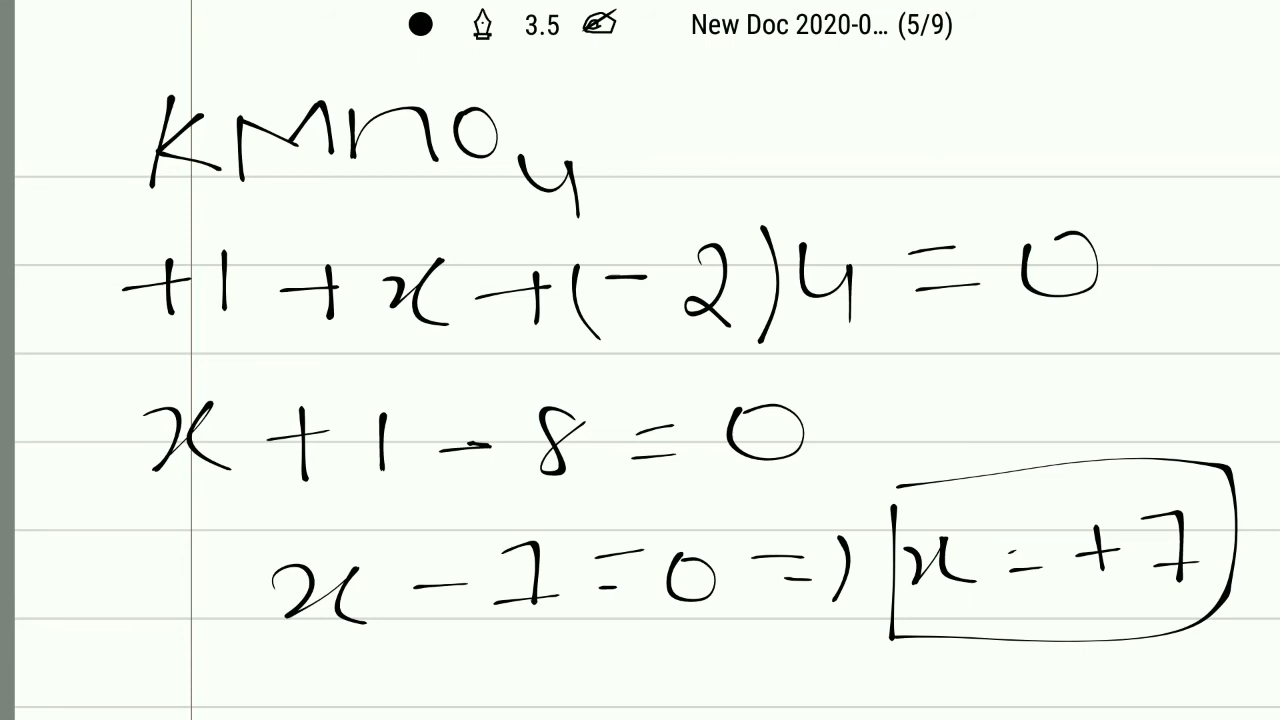 3.5 New Doc 2020-0... (5/9)
KMnO₄
+1 + x + (-2)4 = 0
x + 1 - 8 = 0
x - 7 = 0 => x = +7